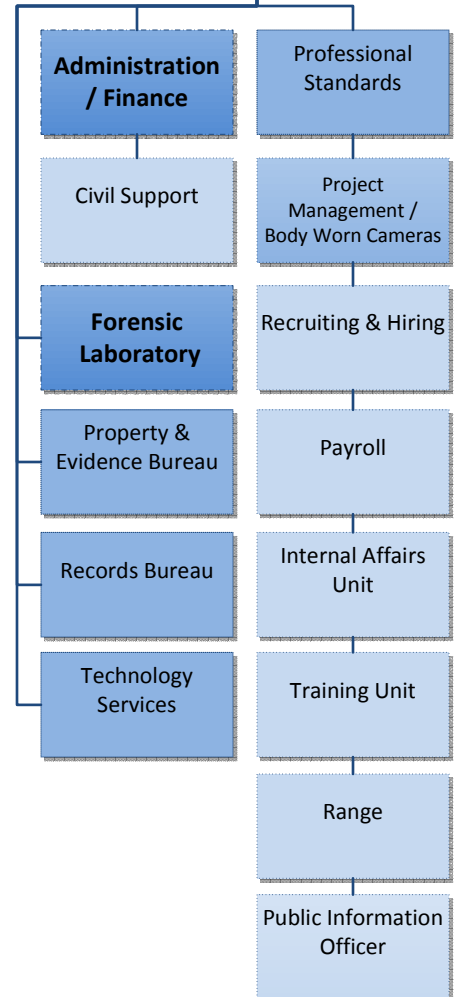 Administration
/ Finance
Civil Support
Forensic
Laboratory
Property &
Evidence Bureau
Records Bureau
Technology
Services
Professional
Standards
Project
Management /
Body Worn Cameras
Recruiting & Hiring
Payroll
Internal Affairs
Unit
Training Unit
Range
Public Information
Officer